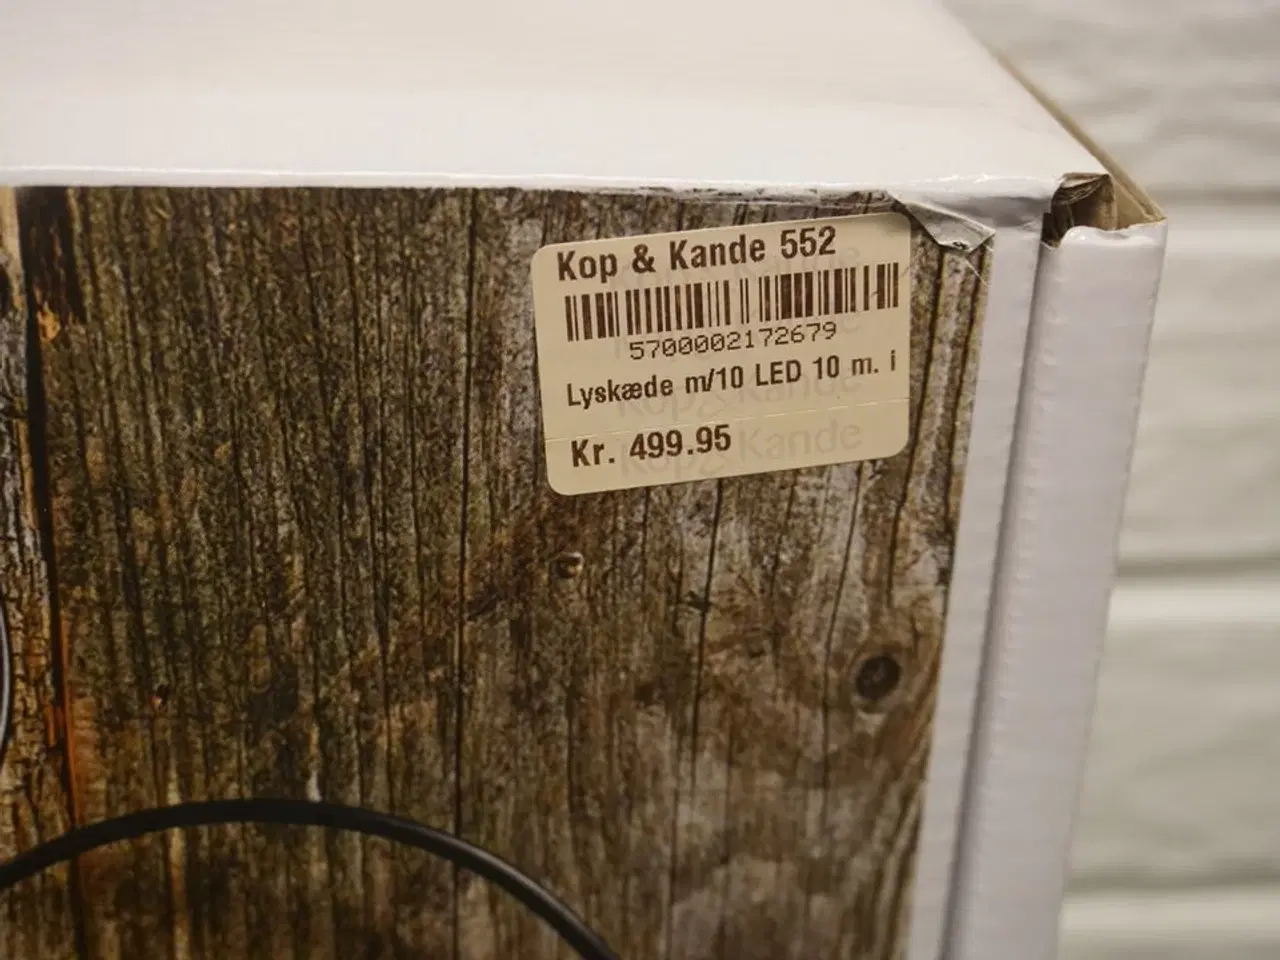 Kop & Kande 552
5700002172679
Lyskæde m/10 LED 10 m. i
Kr. 499.95